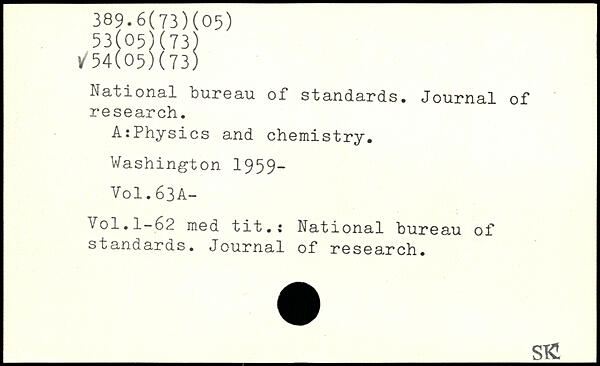 389.6(73)(05)
53(05)(73)
√54(05)(73)
National bureau of standards. Journal of
research.
A:Physics and chemistry.
Washington 1959-
Vol.63A-
Vol.1-62 med tit.: National bureau of
standards. Journal of research.
SK